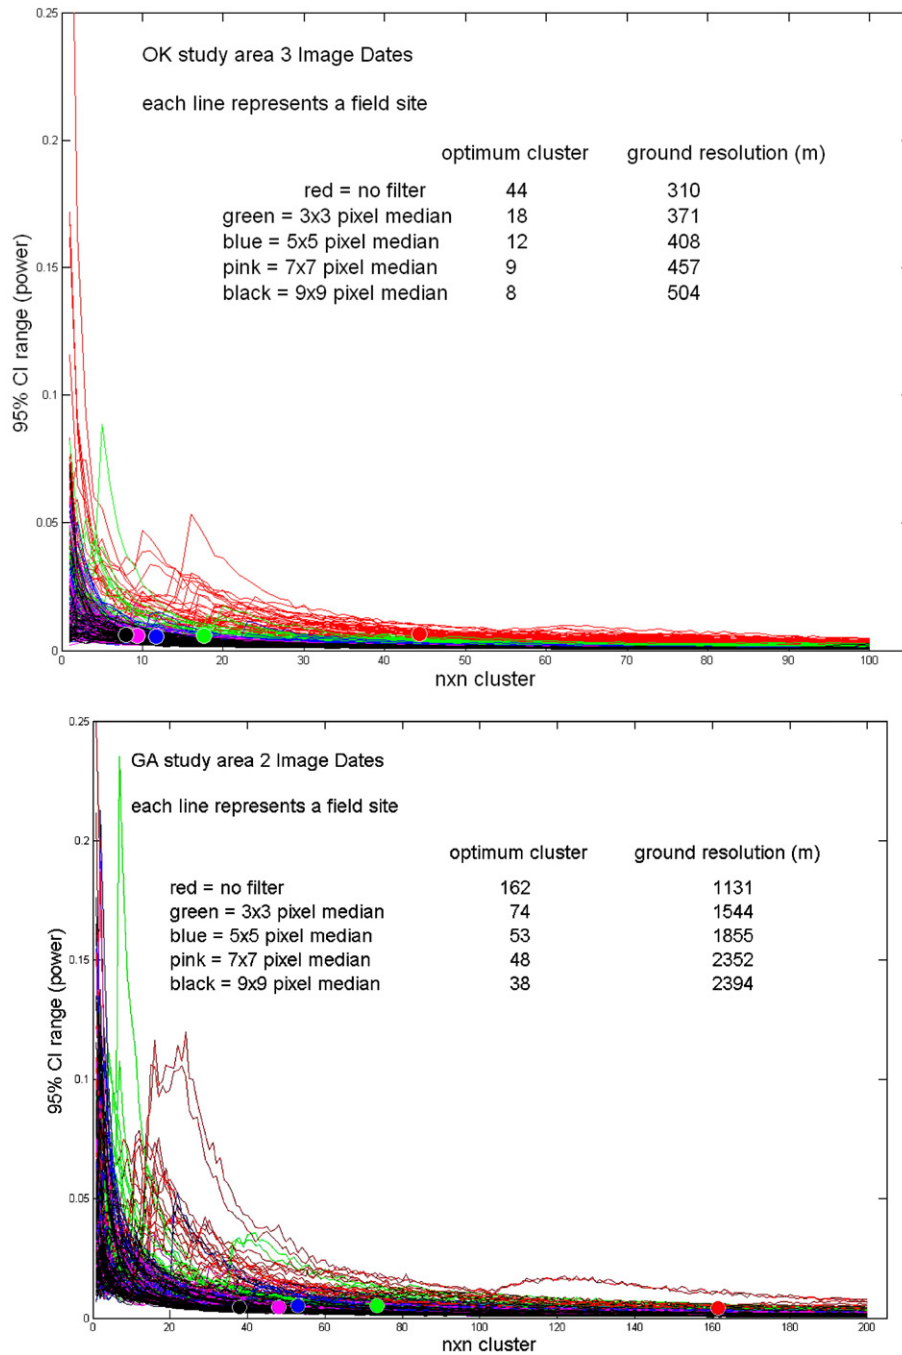 0.25
OK study area 3 Image Dates
each line represents a field site
0.2
optimum cluster ground resolution (m)
red = no filter 44 310
green = 3x3 pixel median 18 371
blue = 5x5 pixel median 12 408
pink = 7x7 pixel median 9 457
black = 9x9 pixel median 8 504
0.15
95% CI range (power)
0.1
0.05
0
0 10 20 30 40 50 60 70 80 90 100
nxn cluster
0.25
GA study area 2 Image Dates
each line represents a field site
0.2
optimum cluster ground resolution (m)
red = no filter 162 1131
green = 3x3 pixel median 74 1544
blue = 5x5 pixel median 53 1855
pink = 7x7 pixel median 48 2352
black = 9x9 pixel median 38 2394
0.15
95% CI range (power)
0.1
0.05
0
0 20 40 60 80 100 120 140 160 180 200
nxn cluster